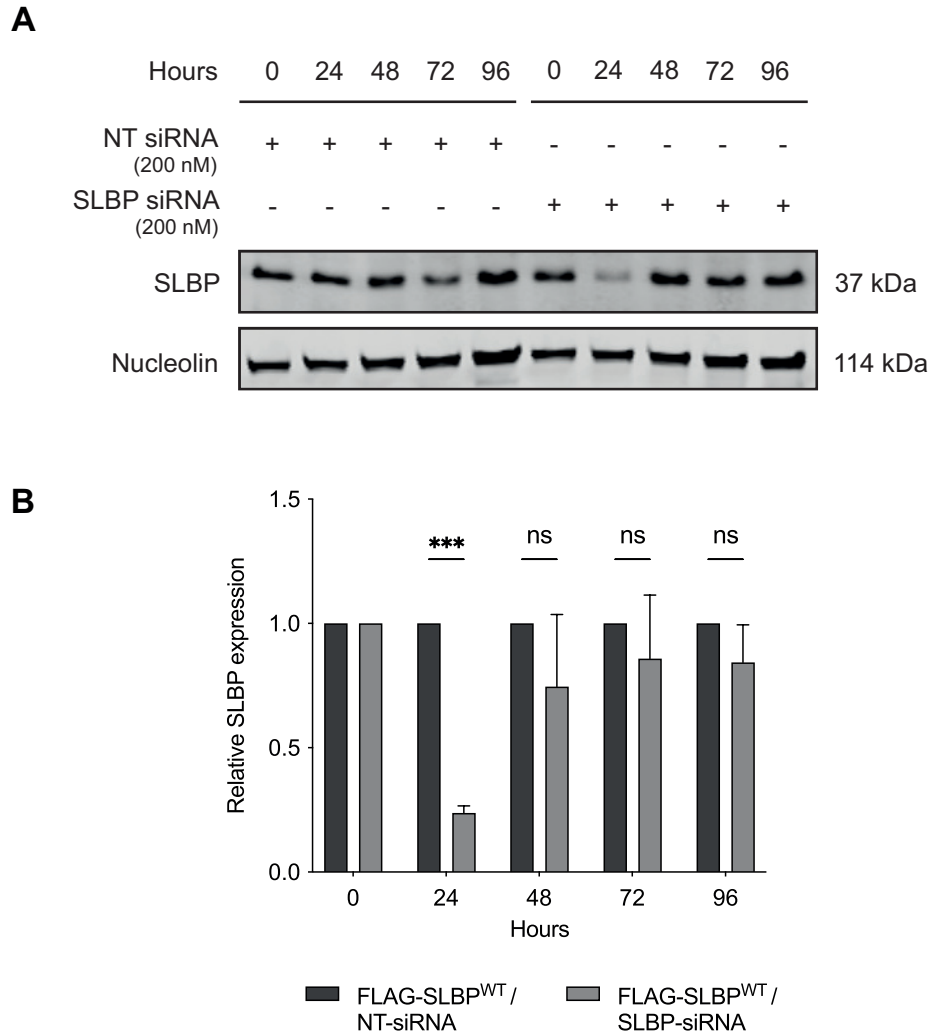 A
Hours 0 24 48 72 96 0 24 48 72 96
NT siRNA + + + + + - - - - -
(200 nM)
SLBP siRNA - - - - - + + + + +
(200 nM)
SLBP 37 kDa
Nucleolin 114 kDa
B
1.5
*** ns ns ns
1.0
0.5
0.0
Relative SLBP expression
0 24 48 72 96
Hours
FLAG-SLBPWT / FLAG-SLBPWT /
NT-siRNA SLBP-siRNA